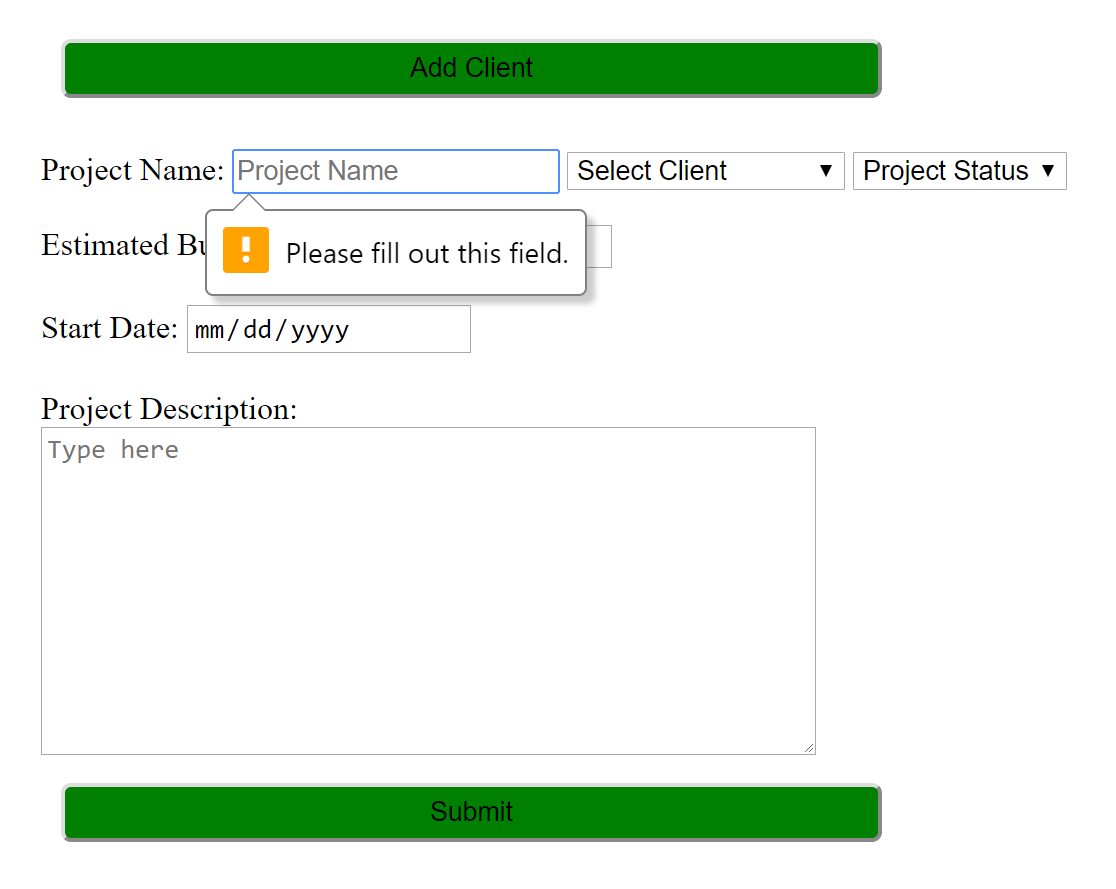 Add Client
Project Name: Project Name Select Client ▼ Project Status ▼
Estimated
! Please fill out this field.
Start Date: mm/dd/yyyy
Project Description:
Type here
Submit